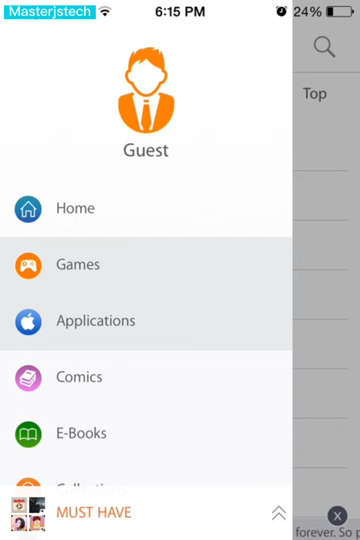 Masterjstech 6:15 PM 24%
Top
Guest
Home
Games
Applications
Comics
E-Books
MUST HAVE
X
forever. So